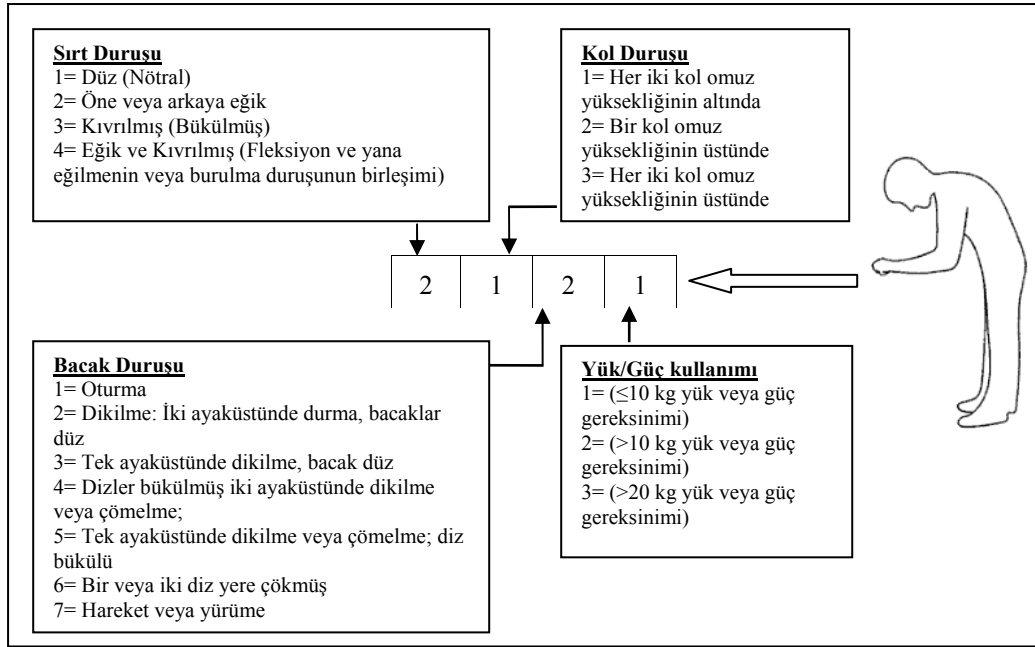 Sırt Duruşu
1= Düz (Nötral)
2= Öne veya arkaya eğik
3= Kıvrılmış (Bükülmüş)
4= Eğik ve Kıvrılmış (Fleksiyon ve yana
eğilmenin veya burulma duruşunun birleşimi)
Kol Duruşu
1= Her iki kol omuz
yüksekliğinin altında
2= Bir kol omuz
yüksekliğinin üstünde
3= Her iki kol omuz
yüksekliğinin üstünde
2 1 2 1
Bacak Duruşu
1= Oturma
2= Dikilme: İki ayaküstünde durma, bacaklar
düz
3= Tek ayaküstünde dikilme, bacak düz
4= Dizler bükülmüş iki ayaküstünde dikilme
veya çömelme;
5= Tek ayaküstünde dikilme veya çömelme; diz
bükülü
6= Bir veya iki diz yere çökmüş
7= Hareket veya yürüme
Yük/Güç kullanımı
1= (≤10 kg yük veya güç
gereksinimi)
2= (>10 kg yük veya güç
gereksinimi)
3= (>20 kg yük veya güç
gereksinimi)